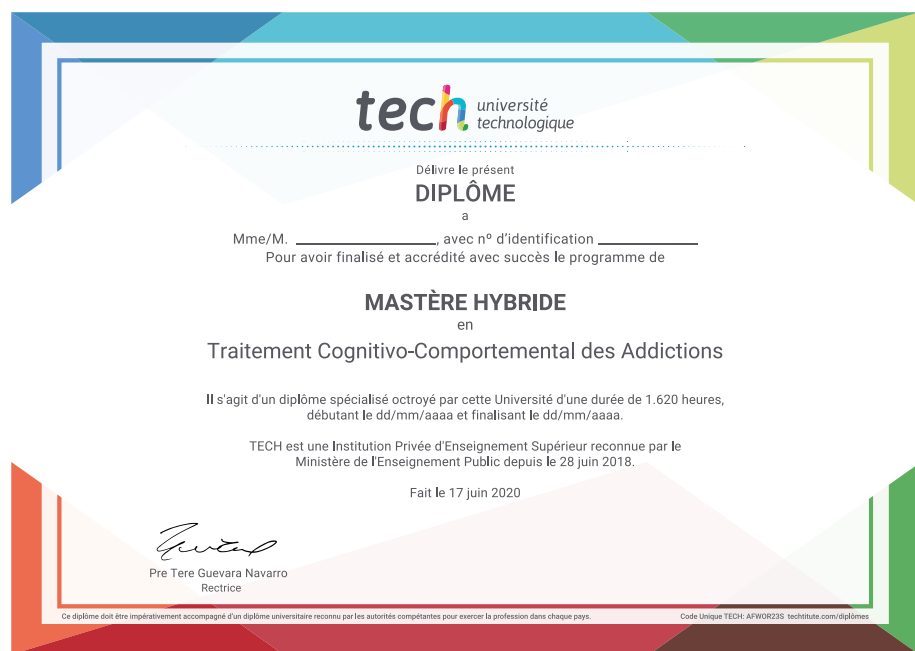 tech université
technologique
Délivre le présent
DIPLÔME
a
Mme/M. ____________________, avec nº d'identification ______________
Pour avoir finalisé et accrédité avec succès le programme de
MASTÈRE HYBRIDE
en
Traitement Cognitivo-Comportemental des Addictions
Il s'agit d'un diplôme spécialisé octroyé par cette Université d'une durée de 1.620 heures,
débutant le dd/mm/aaaa et finalisant le dd/mm/aaaa.
TECH est une Institution Privée d'Enseignement Supérieur reconnue par le
Ministère de l'Enseignement Public depuis le 28 juin 2018.
Fait le 17 juin 2020
Pre Tere Guevara Navarro
Rectrice
Ce diplôme doit être impérativement accompagné d'un diplôme universitaire reconnu par les autorités compétantes pour exercer la profession dans chaque pays.
Code Unique TECH: AFWOR23S techtitute.com/diplômes